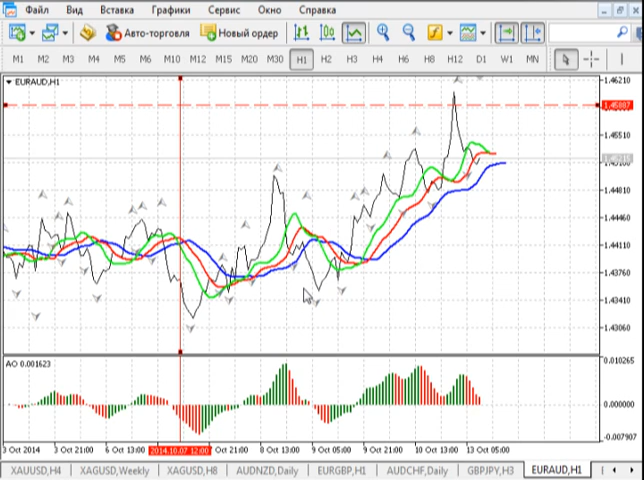 Файл Вид Вставка Графики Сервис Окно Справка
Авто-торговля Новый ордер
M1 M2 M3 M4 M5 M6 M10 M12 M15 M20 M30 H1 H2 H3 H4 H6 H8 H12 D1 W1 MN
EURAUD,H1
1.46210
1.45887
1.45510
1.44810
1.44460
1.44110
1.43760
1.43410
1.43060
AO 0.001623
0.010265
0.000000
-0.007907
3 Oct 2014 3 Oct 21:00 6 Oct 13:00 2014.10.07 12:00 Oct 21:00 8 Oct 13:00 9 Oct 05:00 9 Oct 21:00 10 Oct 13:00 13 Oct 05:00
XAUUSD,H4 XAGUSD,Weekly XAGUSD,H8 AUDNZD,Daily EURGBP,H1 AUDCHF,Daily GBPJPY,H3 EURAUD,H1